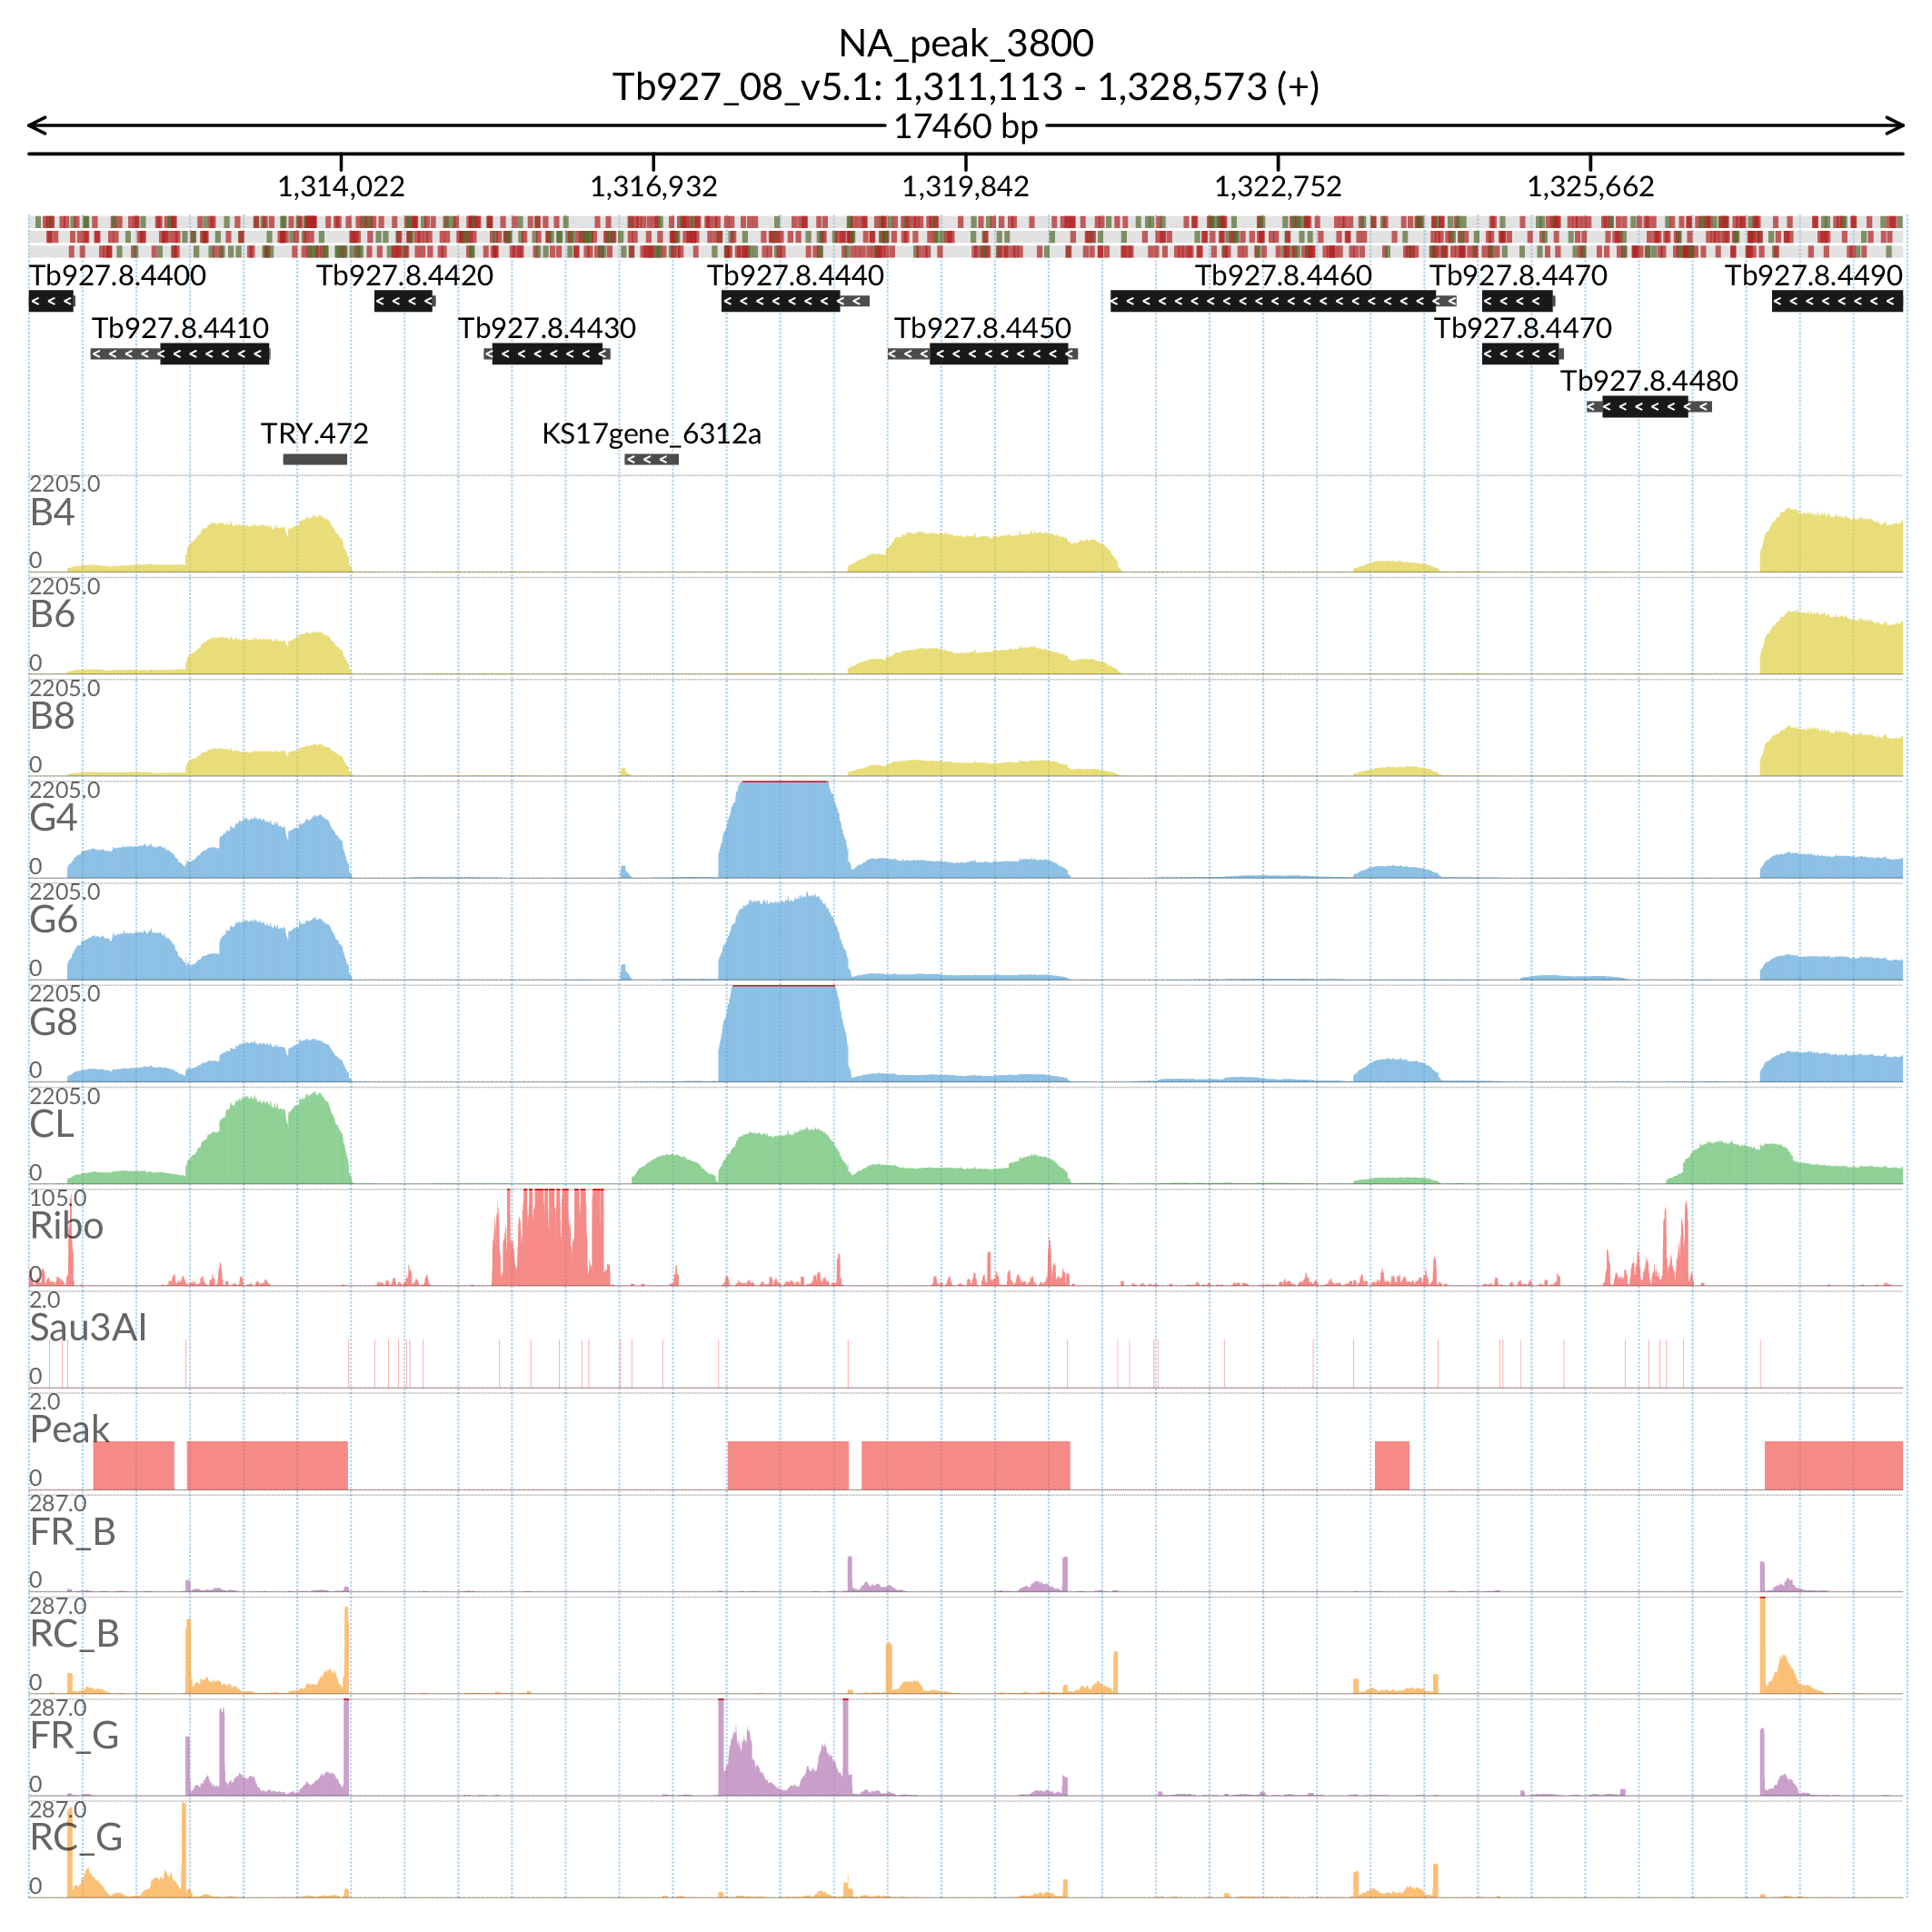 NA_peak_3800
Tb927_08_v5.1: 1,311,113 - 1,328,573 (+)
17460 bp
1,314,022 1,316,932 1,319,842 1,322,752 1,325,662
Tb927.8.4400 Tb927.8.4420 Tb927.8.4440 Tb927.8.4460 Tb927.8.4470 Tb927.8.4490
Tb927.8.4410 Tb927.8.4430 Tb927.8.4450 Tb927.8.4470
Tb927.8.4480
TRY.472 KS17gene_6312a
2205.0
B4
0
2205.0
B6
0
2205.0
B8
0
2205.0
G4
0
2205.0
G6
0
2205.0
G8
0
2205.0
CL
0
105.0
Ribo
0
2.0
Sau3AI
0
2.0
Peak
0
287.0
FR_B
0
287.0
RC_B
0
287.0
FR_G
0
287.0
RC_G
0